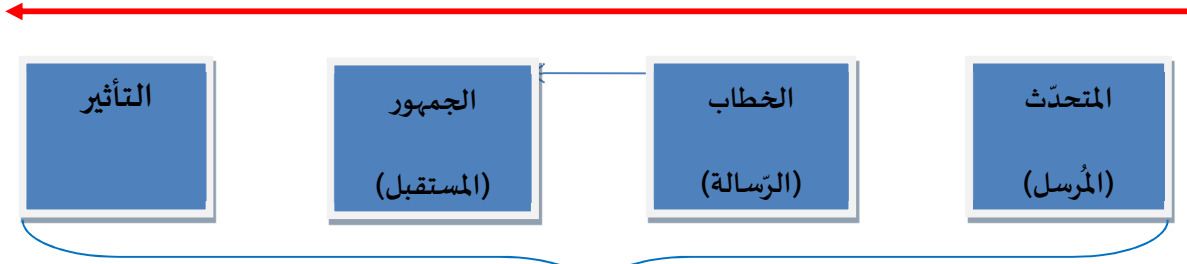 المتحدّث
(المُرسل)
الخطاب
(الرّسالة)
الجمهور
(المستقبل)
التأثير